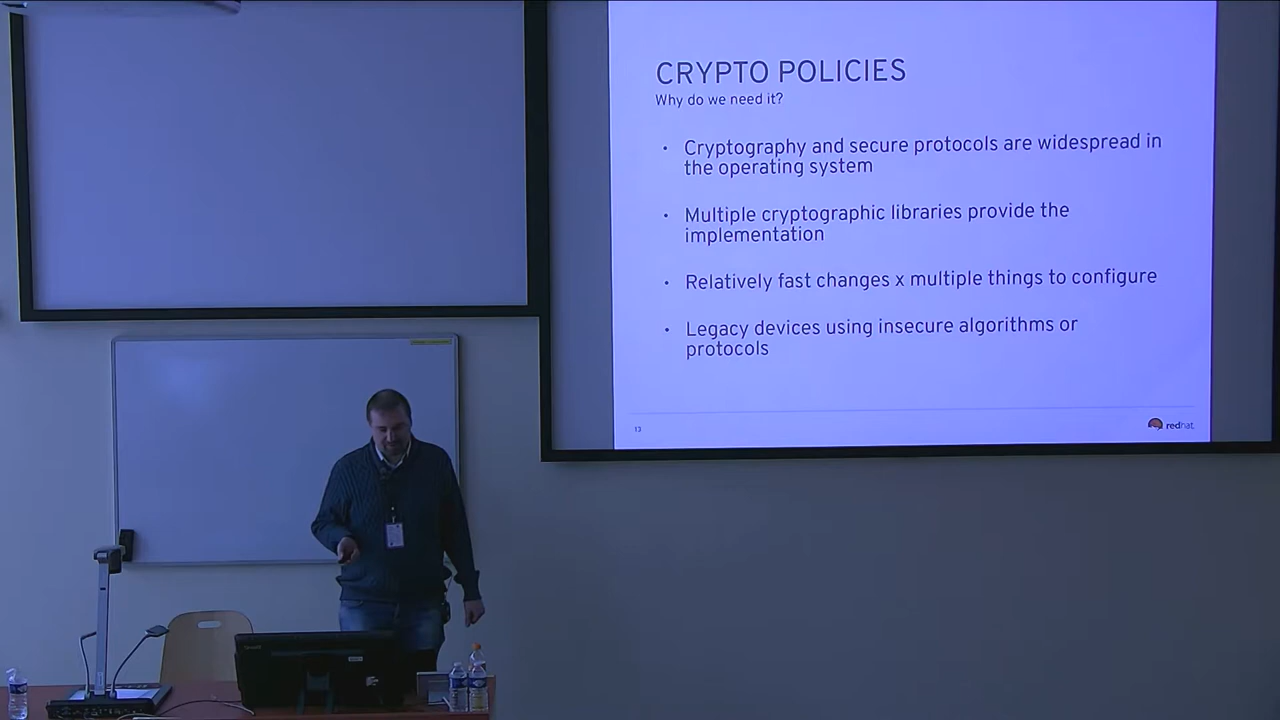 CRYPTO POLICIES
Why do we need it?
• Cryptography and secure protocols are widespread in
the operating system
• Multiple cryptographic libraries provide the
implementation
• Relatively fast changes x multiple things to configure
• Legacy devices using insecure algorithms or
protocols
13
redhat.